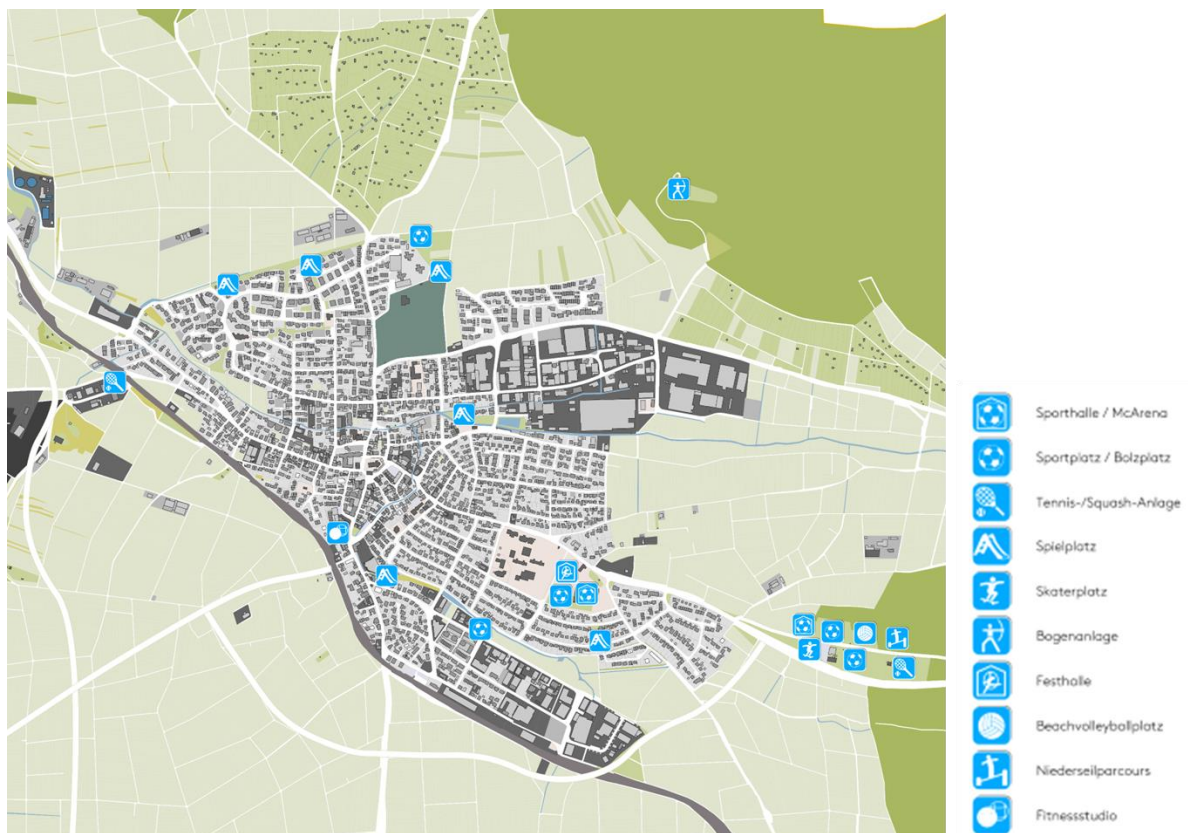 Sporthalle / McArena
Sportplatz / Bolzplatz
Tennis-/Squash-Anlage
Spielplatz
Skaterplatz
Bogenanlage
Festhalle
Beachvolleyballplatz
Niederseilparcours
Fitnessstudio